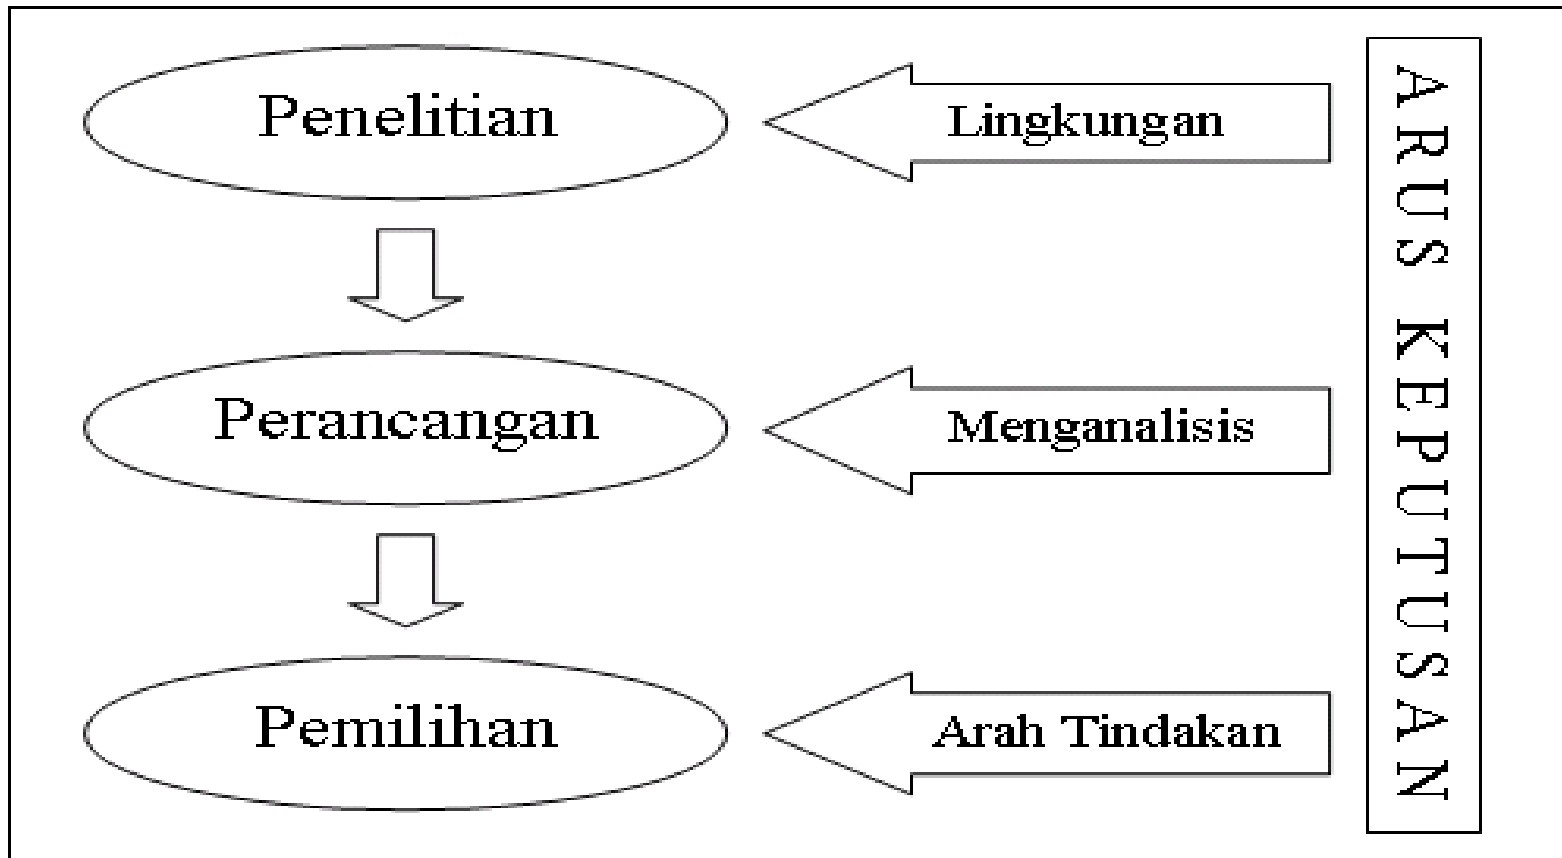 Penelitian
Lingkungan
Perancangan
Menganalisis
Pemilihan
Arah Tindakan
ARUS KEPUTUSAN